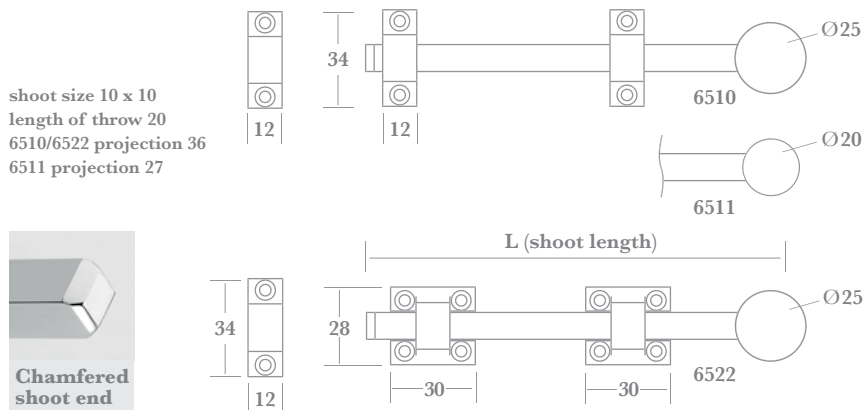 shoot size 10 x 10
length of throw 20
6510/6522 projection 36
6511 projection 27
34
12
12
Ø25
6510
Ø20
6511
Chamfered
shoot end
L (shoot length)
34
12
28
30
30
Ø25
6522